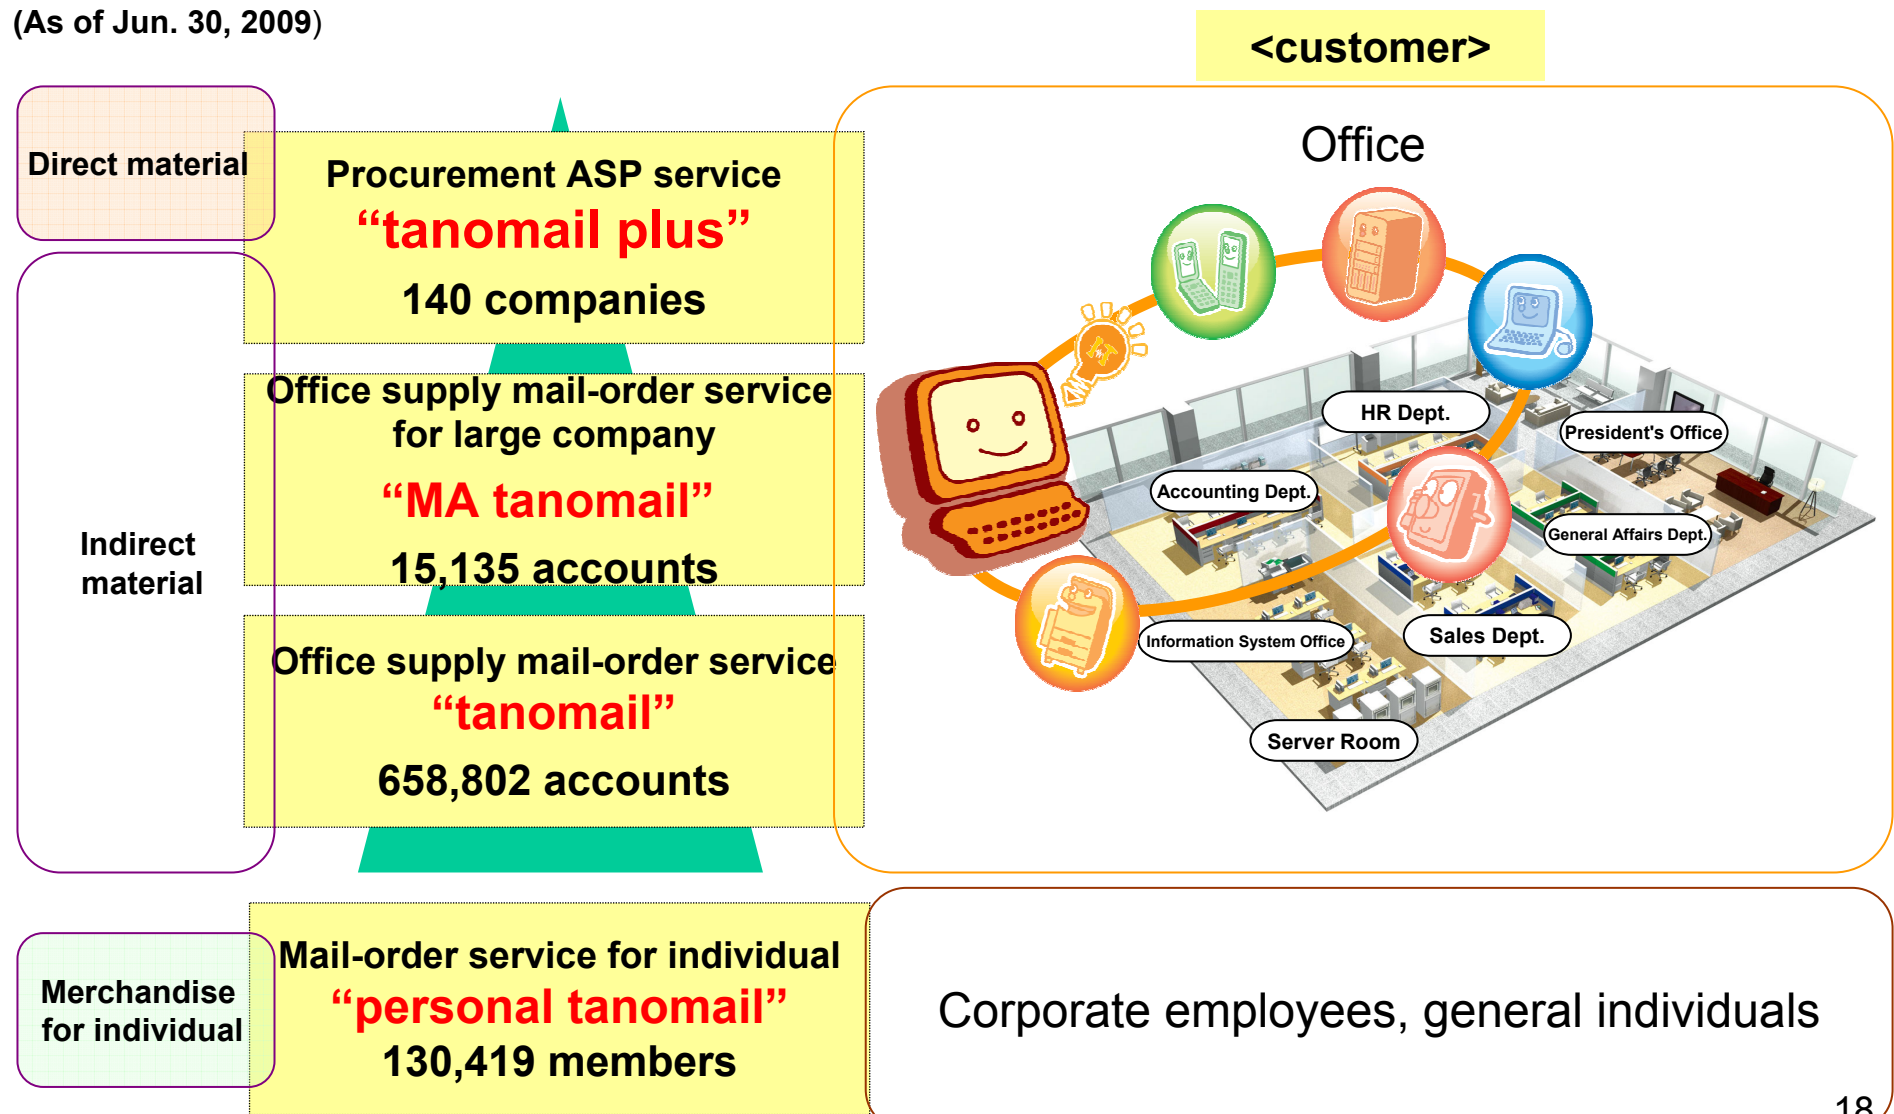 (As of Jun. 30, 2009)
<customer>
Direct material
Procurement ASP service
“tanomail plus”
140 companies
Indirect
material
Office supply mail-order service
for large company
“MA tanomail”
15,135 accounts
Office supply mail-order service
“tanomail”
658,802 accounts
Office
IT
HR Dept.
President's Office
Accounting Dept.
General Affairs Dept.
Information System Office
Sales Dept.
Server Room
Merchandise
for individual
Mail-order service for individual
“personal tanomail”
130,419 members
Corporate employees, general individuals
18